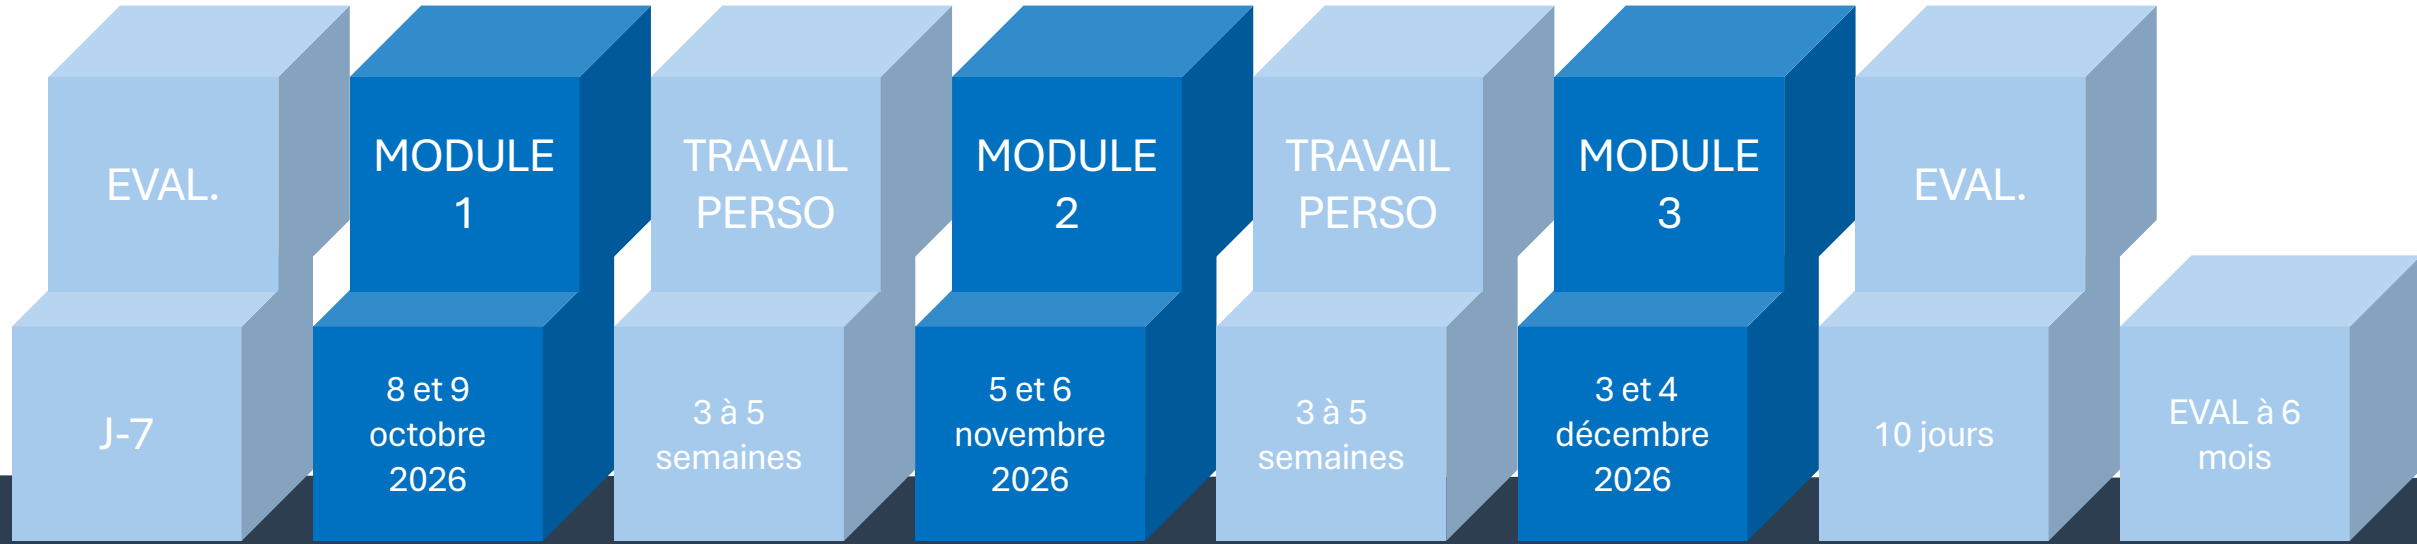 EVAL.
MODULE
1
TRAVAIL
PERSO
MODULE
2
TRAVAIL
PERSO
MODULE
3
EVAL.
J-7
8 et 9
octobre
2026
3 à 5
semaines
5 et 6
novembre
2026
3 à 5
semaines
3 et 4
décembre
2026
10 jours
EVAL à 6
mois